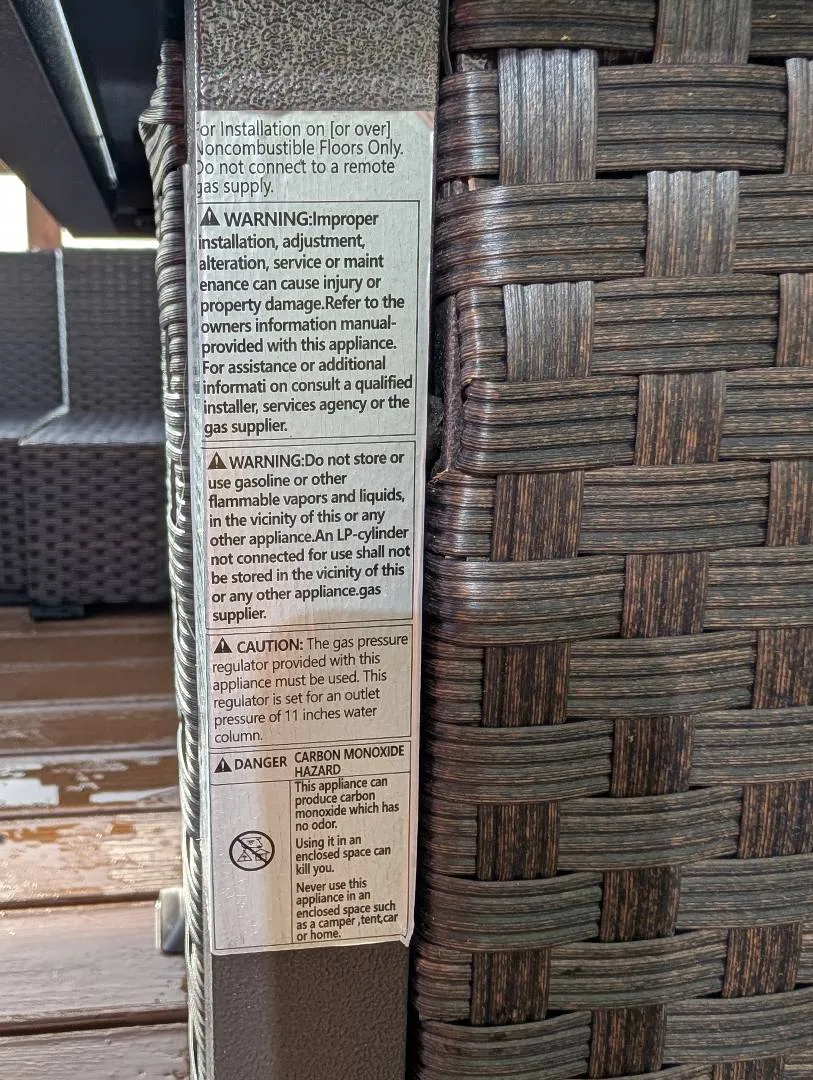 or Installation on [or over]
Noncombustible Floors Only.
Do not connect to a remote
gas supply.
WARNING:Improper
installation, adjustment,
alteration, service or maint
enance can cause injury or
property damage.Refer to the
owners information manual-
provided with this appliance.
For assistance or additional
informati on consult a qualified
installer, services agency or the
gas supplier.
WARNING:Do not store or
use gasoline or other
flammable vapors and liquids,
in the vicinity of this or any
other appliance.An LP-cylinder
not connected for use shall not
be stored in the vicinity of this
or any other appliance.gas
supplier.
CAUTION: The gas pressure
regulator provided with this
appliance must be used. This
regulator is set for an outlet
pressure of 11 inches water
column.
DANGER CARBON MONOXIDE
HAZARD
This appliance can
produce carbon
monoxide which has
no odor.
Using it in an
enclosed space can
kill you.
Never use this
appliance in an
enclosed space such
as a camper ,tent,car
or home.